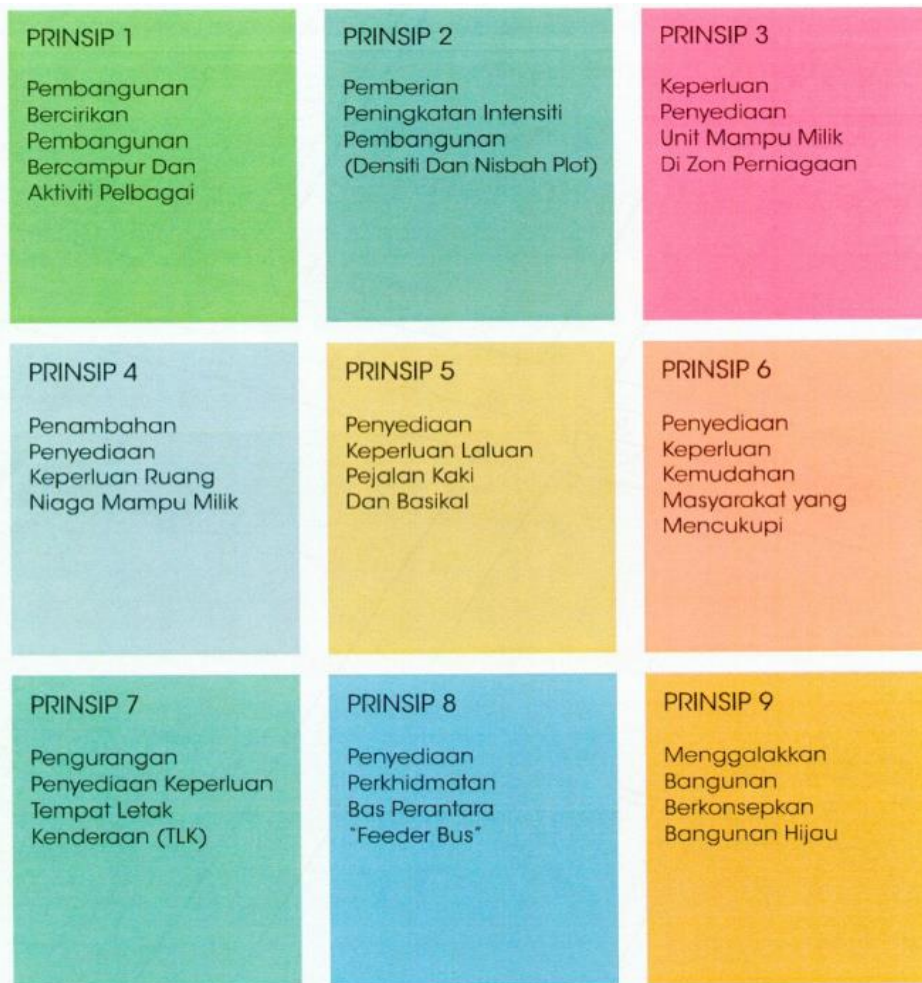 PRINSIP 1
Pembangunan
Bercirikan
Pembangunan
Bercampur Dan
Aktiviti Pelbagai
PRINSIP 2
Pemberian
Peningkatan Intensiti
Pembangunan
(Densiti Dan Nisbah Plot)
PRINSIP 3
Keperluan
Penyediaan
Unit Mampu Milik
Di Zon Perniagaan
PRINSIP 4
Penambahan
Penyediaan
Keperluan Ruang
Niaga Mampu Milik
PRINSIP 5
Penyediaan
Keperluan Laluan
Pejalan Kaki
Dan Basikal
PRINSIP 6
Penyediaan
Keperluan
Kemudahan
Masyarakat yang
Mencukupi
PRINSIP 7
Pengurangan
Penyediaan Keperluan
Tempat Letak
Kenderaan (TLK)
PRINSIP 8
Penyediaan
Perkhidmatan
Bas Perantara
"Feeder Bus"
PRINSIP 9
Menggalakkan
Bangunan
Berkonsepkan
Bangunan Hijau